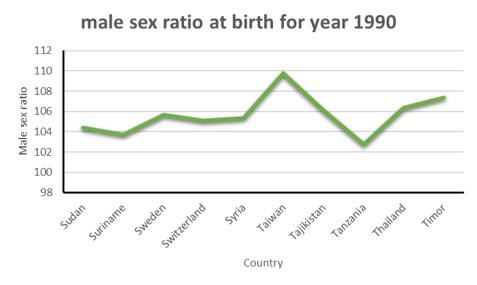 male sex ratio at birth for year 1990
112
110
108
106
104
102
100
98
Male sex ratio
Sudan
Suriname
Sweden
Switzerland
Syria
Taiwan
Tajikistan
Tanzania
Thailand
Timor
Country